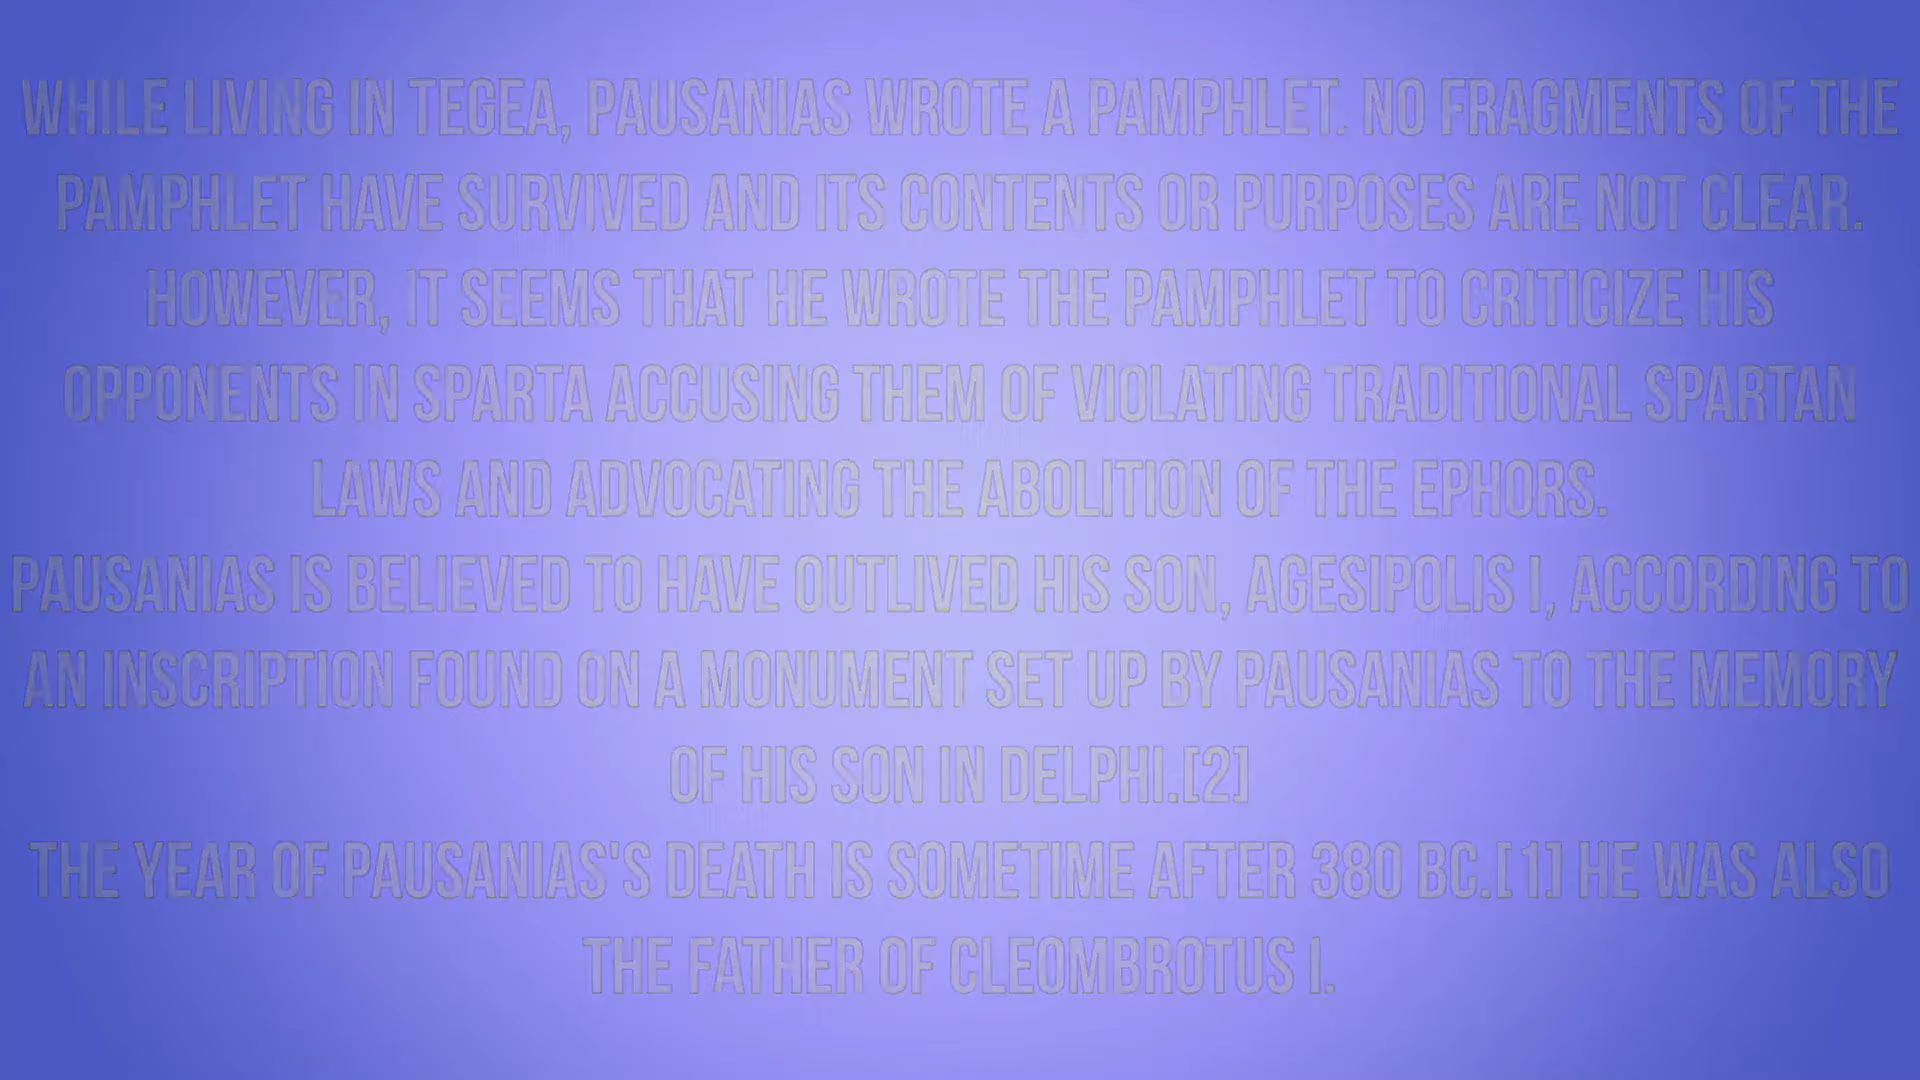 WHILE LIVING IN TEGEA, PAUSANIAS WROTE A PAMPHLET. NO FRAGMENTS OF THE
PAMPHLET HAVE SURVIVED AND ITS CONTENTS OR PURPOSES ARE NOT CLEAR.
HOWEVER, IT SEEMS THAT HE WROTE THE PAMPHLET TO CRITICIZE HIS
OPPONENTS IN SPARTA ACCUSING THEM OF VIOLATING TRADITIONAL SPARTAN
LAWS AND ADVOCATING THE ABOLITION OF THE EPHORS.
PAUSANIAS IS BELIEVED TO HAVE OUTLIVED HIS SON, AGESIPOLIS I, ACCORDING TO
AN INSCRIPTION FOUND ON A MONUMENT SET UP BY PAUSANIAS TO THE MEMORY
OF HIS SON IN DELPHI.[2]
THE YEAR OF PAUSANIAS'S DEATH IS SOMETIME AFTER 380 BC.[1] HE WAS ALSO
THE FATHER OF CLEOMBROTUS I.